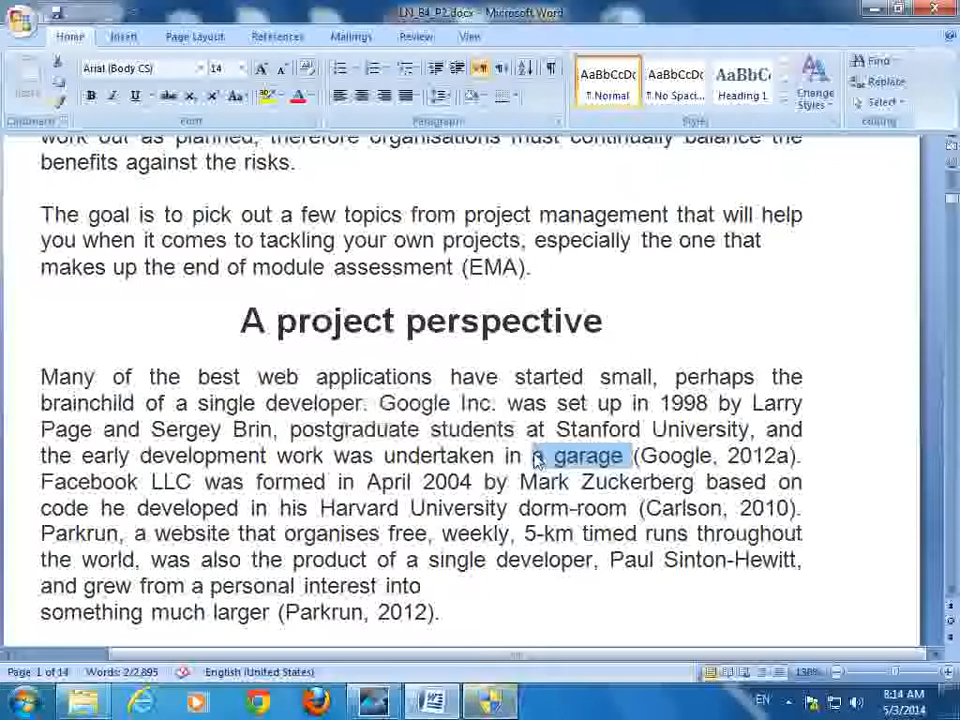 LN_B4_P2.docx - Microsoft Word
Home Insert Page Layout References Mailings Review View
Arial (Body CS) 14
AaBbCcDc AaBbCcDc AaBbC
¶ Normal ¶ No Spaci... Heading 1
Change Styles
Find
Replace
Select
Clipboard Font Paragraph Styles Editing
work out as planned, therefore organisations must continually balance the
benefits against the risks.
The goal is to pick out a few topics from project management that will help
you when it comes to tackling your own projects, especially the one that
makes up the end of module assessment (EMA).
A project perspective
Many of the best web applications have started small, perhaps the
brainchild of a single developer. Google Inc. was set up in 1998 by Larry
Page and Sergey Brin, postgraduate students at Stanford University, and
the early development work was undertaken in a garage (Google, 2012a).
Facebook LLC was formed in April 2004 by Mark Zuckerberg based on
code he developed in his Harvard University dorm-room (Carlson, 2010).
Parkrun, a website that organises free, weekly, 5-km timed runs throughout
the world, was also the product of a single developer, Paul Sinton-Hewitt,
and grew from a personal interest into
something much larger (Parkrun, 2012).
Page 1 of 14 Words: 2/2,895 English (United States) 138%
EN 8:14 AM
5/3/2014